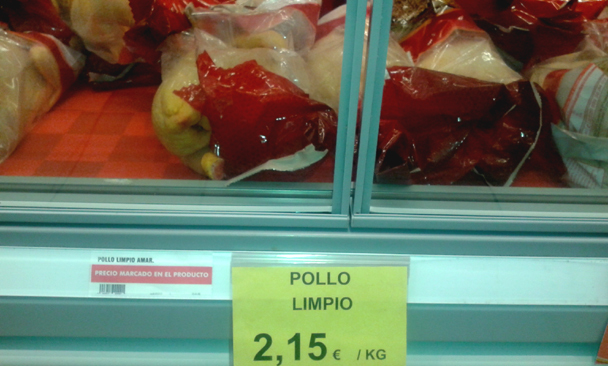 POLLO LIMPIO AMAR.
PRECIO MARCADO EN EL PRODUCTO
POLLO
LIMPIO
2,15 € / KG